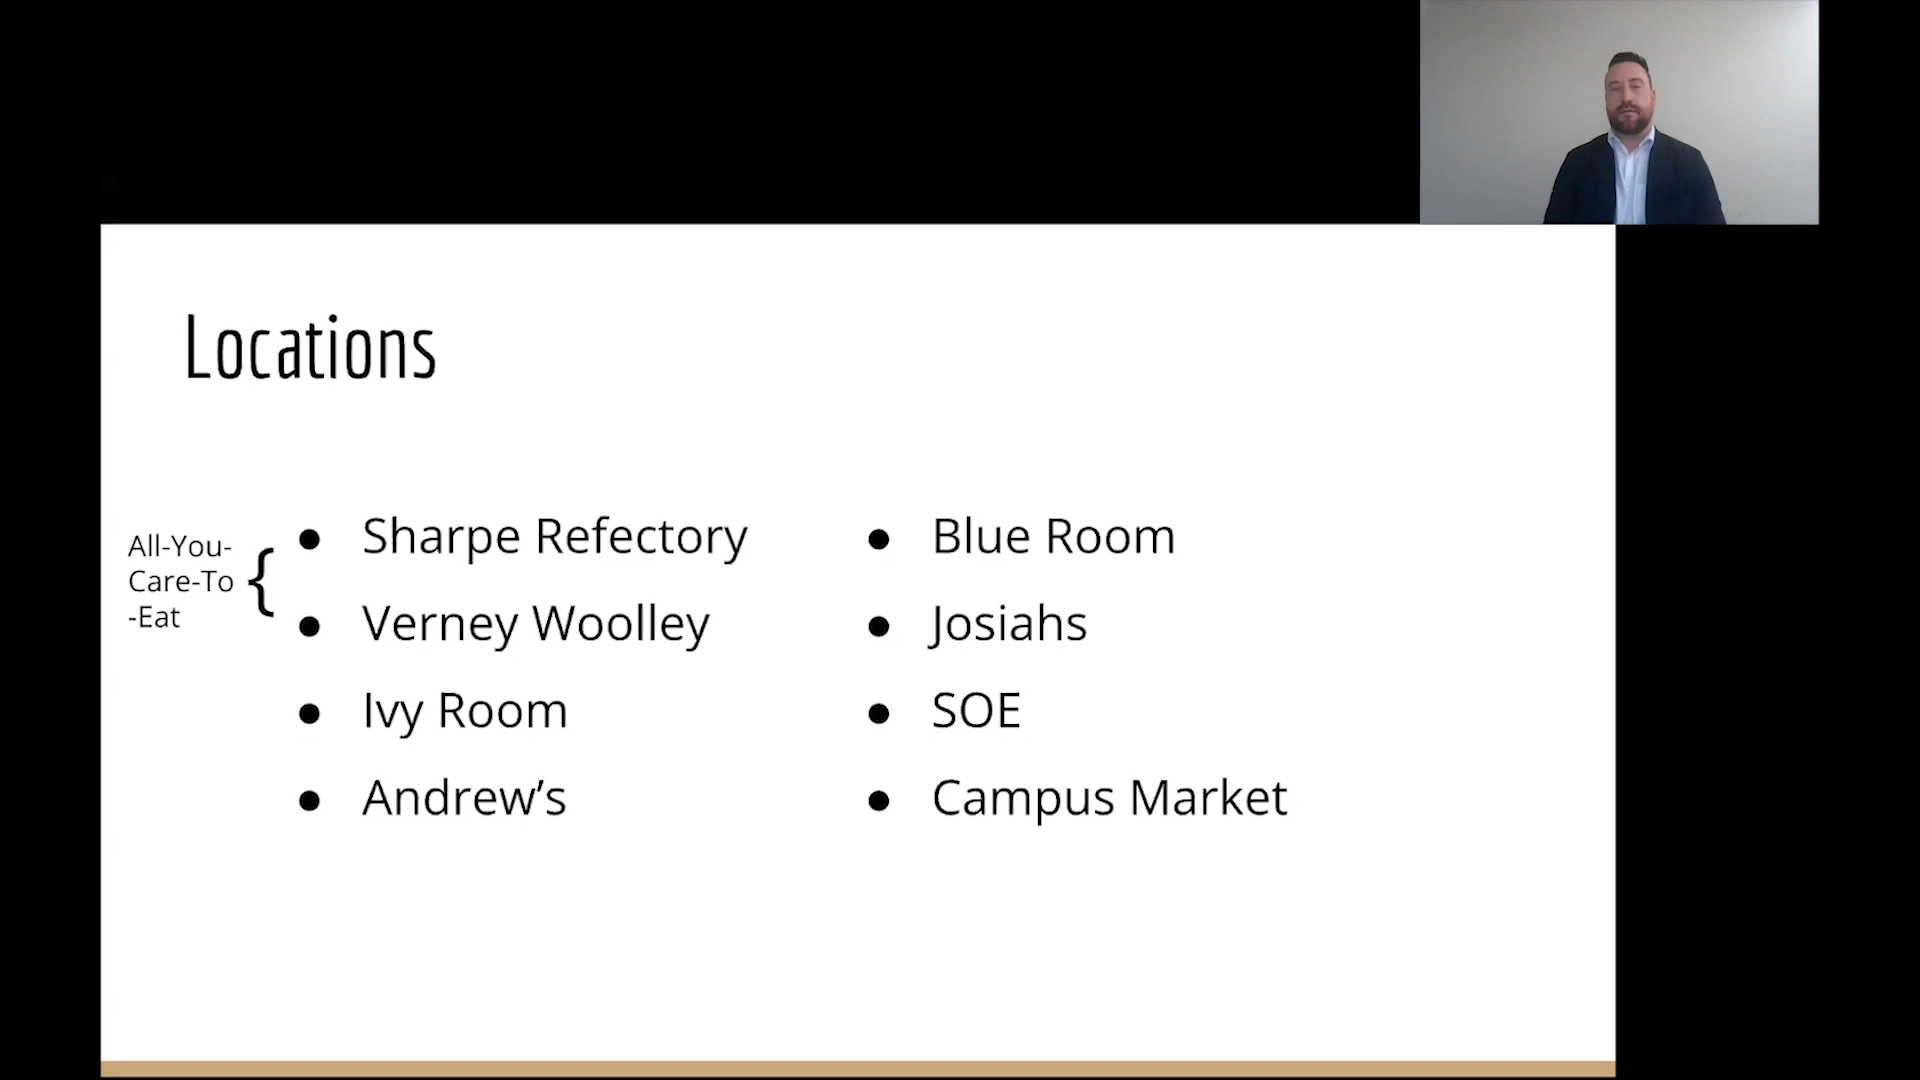 Locations
All-You-
Care-To
-Eat
{
● Sharpe Refectory
● Verney Woolley
● Ivy Room
● Andrew’s
● Blue Room
● Josiahs
● SOE
● Campus Market